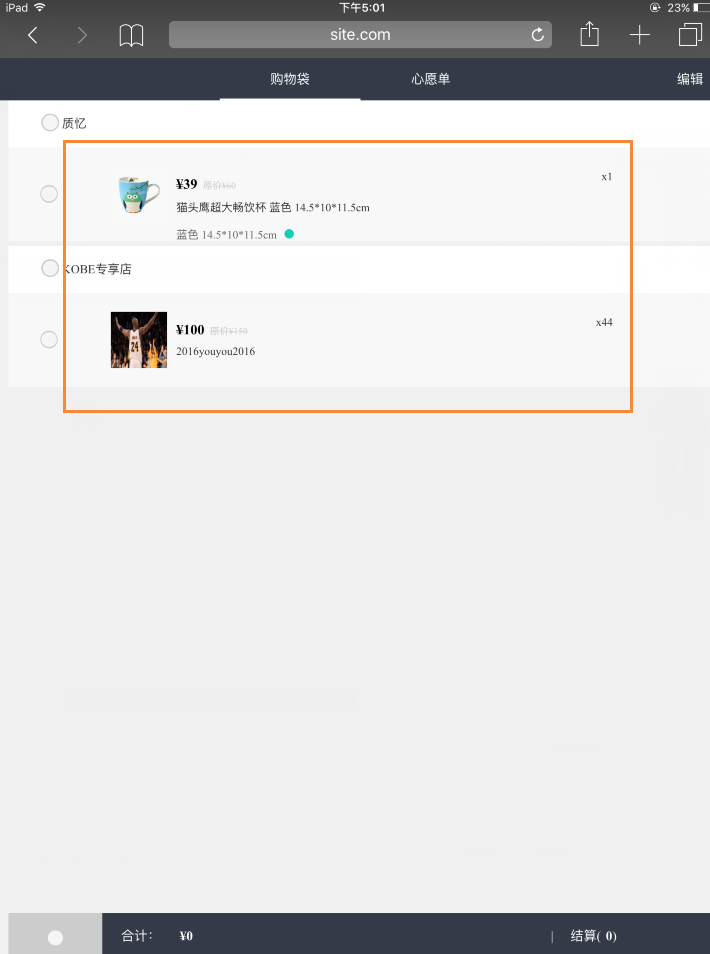 iPad 下午5:01 23%
site.com
购物袋 心愿单 编辑
质忆
¥39 原价¥60 x1
猫头鹰超大畅饮杯 蓝色 14.5*10*11.5cm
蓝色 14.5*10*11.5cm
KOBE专享店
¥100 原价¥150 x44
24
2016youyou2016
合计: ¥0 | 结算( 0)